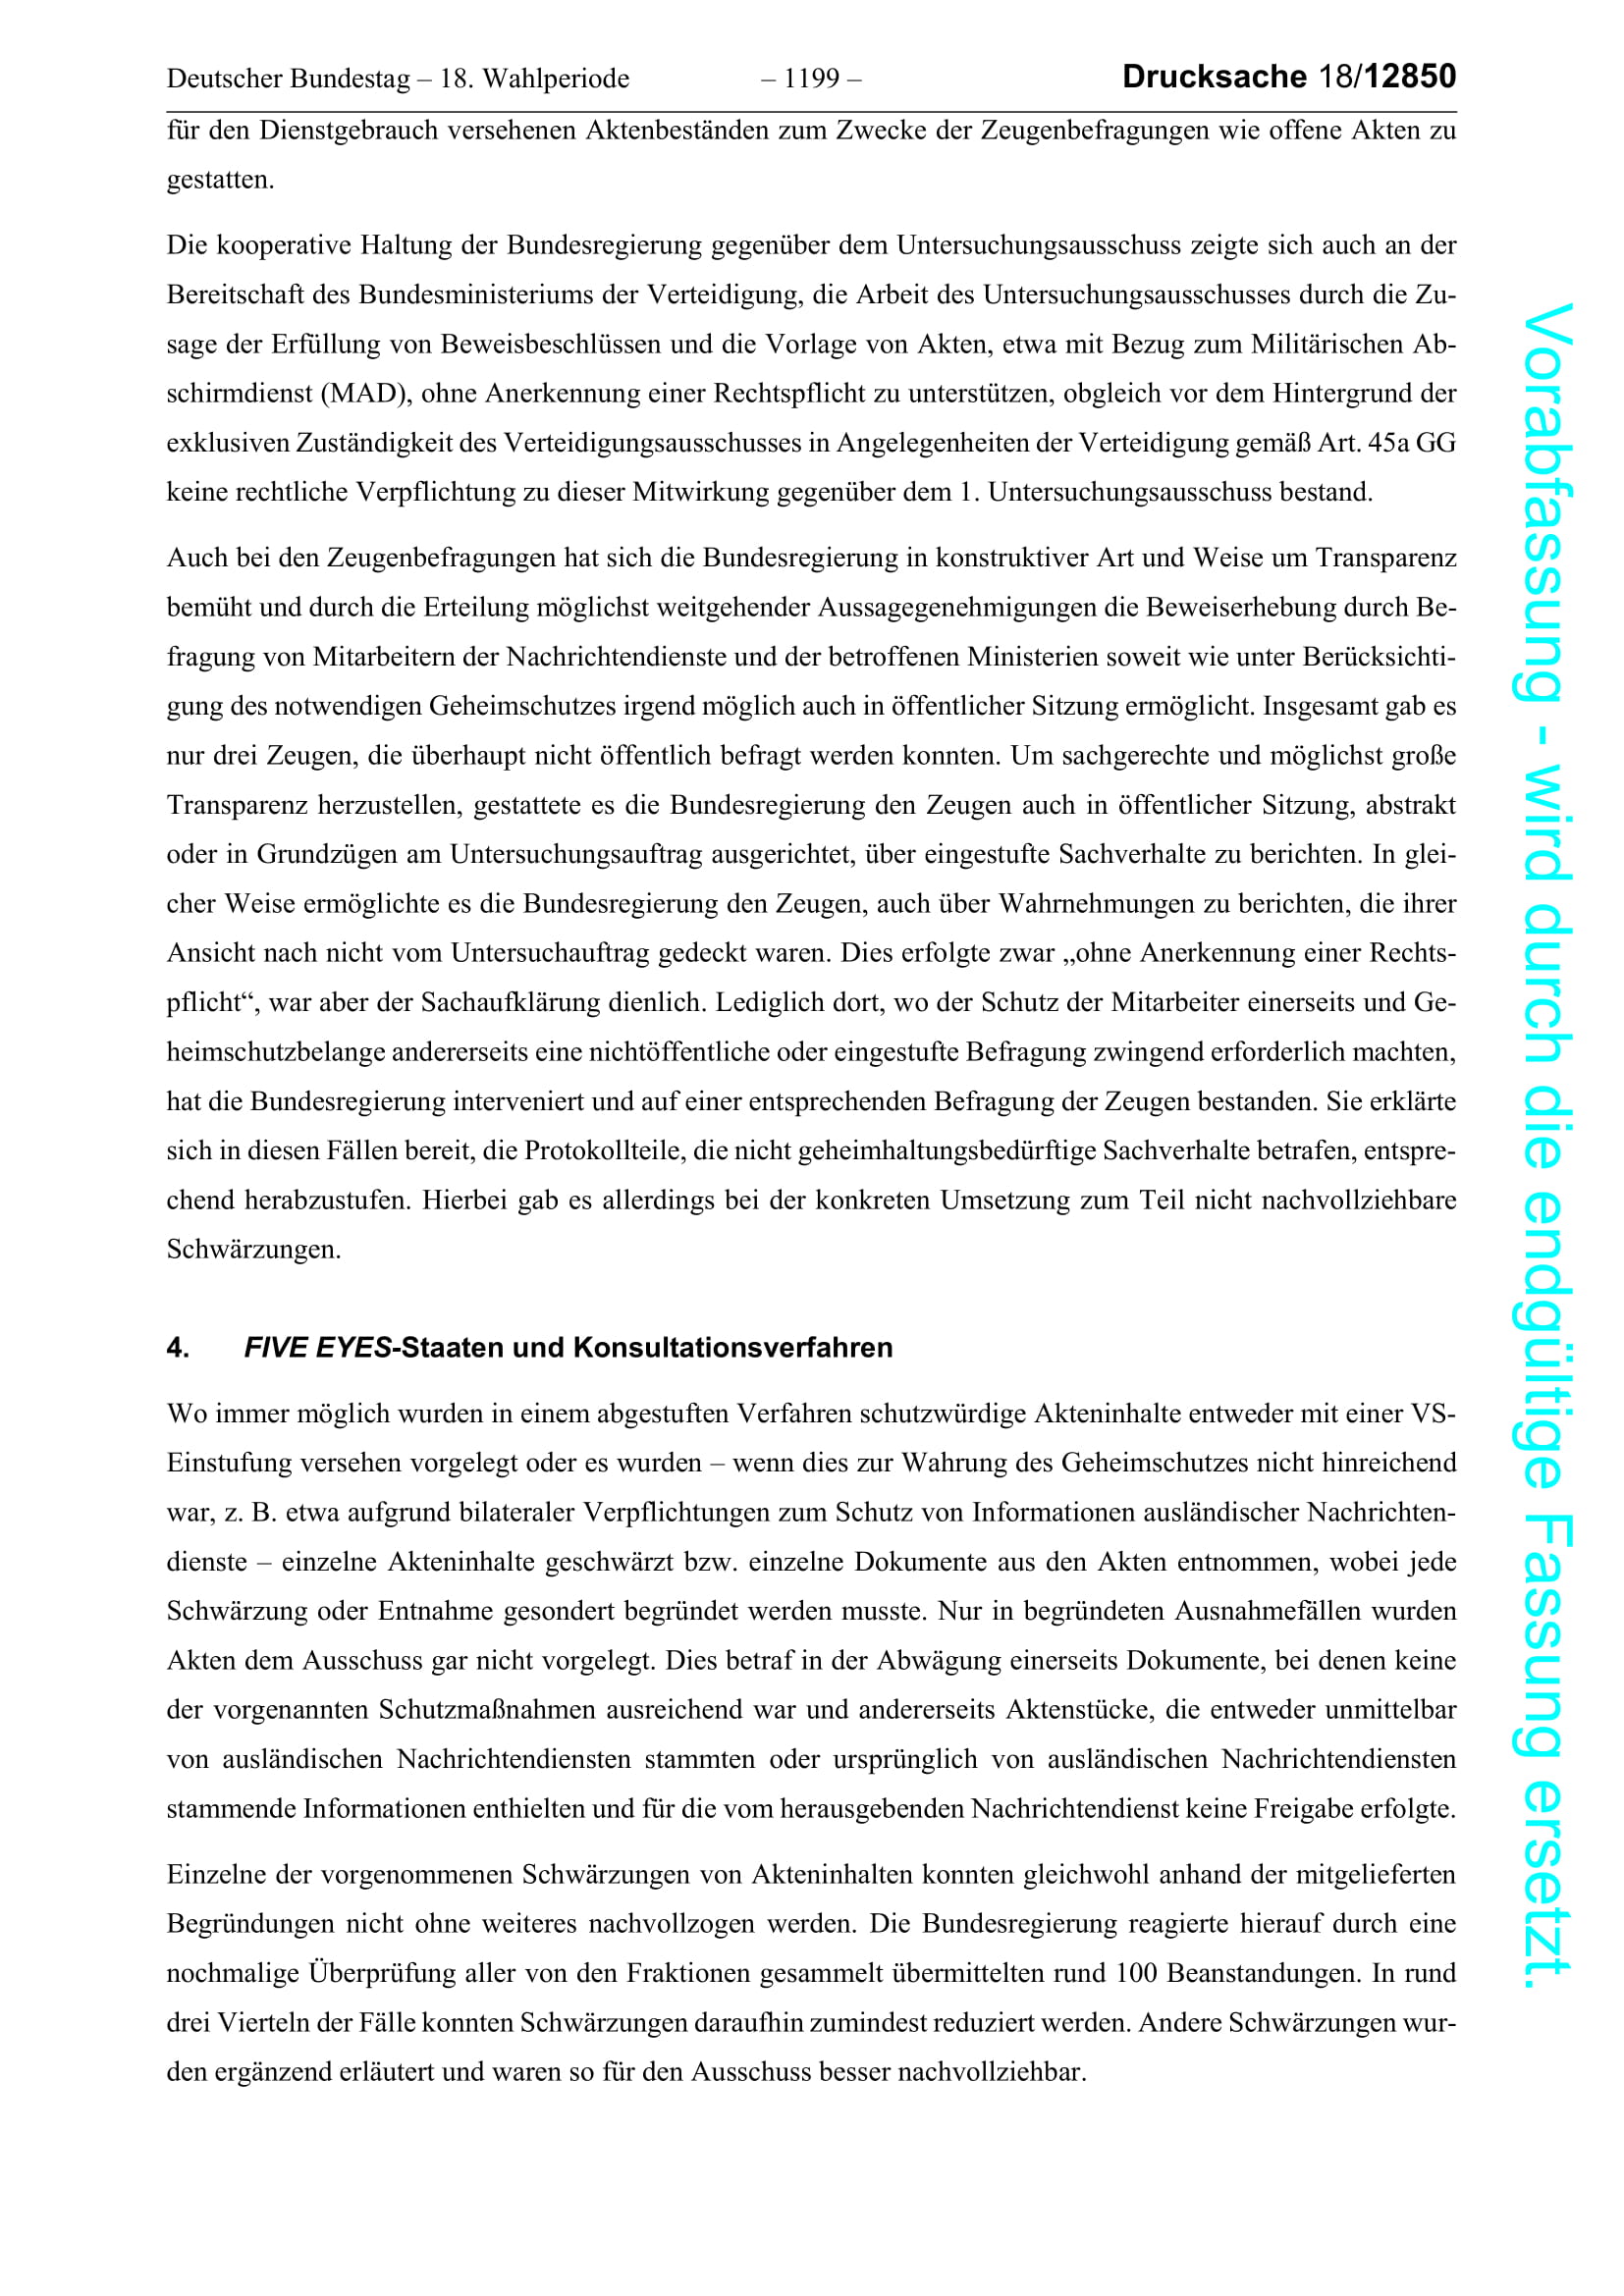 Deutscher Bundestag – 18. Wahlperiode – 1199 – Drucksache 18/12850
für den Dienstgebrauch versehenen Aktenbeständen zum Zwecke der Zeugenbefragungen wie offene Akten zu
gestatten.
Die kooperative Haltung der Bundesregierung gegenüber dem Untersuchungsausschuss zeigte sich auch an der
Bereitschaft des Bundesministeriums der Verteidigung, die Arbeit des Untersuchungsausschusses durch die Zu-
sage der Erfüllung von Beweisbeschlüssen und die Vorlage von Akten, etwa mit Bezug zum Militärischen Ab-
schirmdienst (MAD), ohne Anerkennung einer Rechtspflicht zu unterstützen, obgleich vor dem Hintergrund der
exklusiven Zuständigkeit des Verteidigungsausschusses in Angelegenheiten der Verteidigung gemäß Art. 45a GG
keine rechtliche Verpflichtung zu dieser Mitwirkung gegenüber dem 1. Untersuchungsausschuss bestand.
Auch bei den Zeugenbefragungen hat sich die Bundesregierung in konstruktiver Art und Weise um Transparenz
bemüht und durch die Erteilung möglichst weitgehender Aussagegenehmigungen die Beweiserhebung durch Be-
fragung von Mitarbeitern der Nachrichtendienste und der betroffenen Ministerien soweit wie unter Berücksichti-
gung des notwendigen Geheimschutzes irgend möglich auch in öffentlicher Sitzung ermöglicht. Insgesamt gab es
nur drei Zeugen, die überhaupt nicht öffentlich befragt werden konnten. Um sachgerechte und möglichst große
Transparenz herzustellen, gestattete es die Bundesregierung den Zeugen auch in öffentlicher Sitzung, abstrakt
oder in Grundzügen am Untersuchungsauftrag ausgerichtet, über eingestufte Sachverhalte zu berichten. In glei-
cher Weise ermöglichte es die Bundesregierung den Zeugen, auch über Wahrnehmungen zu berichten, die ihrer
Ansicht nach nicht vom Untersuchauftrag gedeckt waren. Dies erfolgte zwar „ohne Anerkennung einer Rechts-
pflicht“, war aber der Sachaufklärung dienlich. Lediglich dort, wo der Schutz der Mitarbeiter einerseits und Ge-
heimschutzbelange andererseits eine nichtöffentliche oder eingestufte Befragung zwingend erforderlich machten,
hat die Bundesregierung interveniert und auf einer entsprechenden Befragung der Zeugen bestanden. Sie erklärte
sich in diesen Fällen bereit, die Protokollteile, die nicht geheimhaltungsbedürftige Sachverhalte betrafen, entspre-
chend herabzustufen. Hierbei gab es allerdings bei der konkreten Umsetzung zum Teil nicht nachvollziehbare
Schwärzungen.
4. FIVE EYES-Staaten und Konsultationsverfahren
Wo immer möglich wurden in einem abgestuften Verfahren schutzwürdige Akteninhalte entweder mit einer VS-
Einstufung versehen vorgelegt oder es wurden – wenn dies zur Wahrung des Geheimschutzes nicht hinreichend
war, z. B. etwa aufgrund bilateraler Verpflichtungen zum Schutz von Informationen ausländischer Nachrichten-
dienste – einzelne Akteninhalte geschwärzt bzw. einzelne Dokumente aus den Akten entnommen, wobei jede
Schwärzung oder Entnahme gesondert begründet werden musste. Nur in begründeten Ausnahmefällen wurden
Akten dem Ausschuss gar nicht vorgelegt. Dies betraf in der Abwägung einerseits Dokumente, bei denen keine
der vorgenannten Schutzmaßnahmen ausreichend war und andererseits Aktenstücke, die entweder unmittelbar
von ausländischen Nachrichtendiensten stammten oder ursprünglich von ausländischen Nachrichtendiensten
stammende Informationen enthielten und für die vom herausgebenden Nachrichtendienst keine Freigabe erfolgte.
Einzelne der vorgenommenen Schwärzungen von Akteninhalten konnten gleichwohl anhand der mitgelieferten
Begründungen nicht ohne weiteres nachvollzogen werden. Die Bundesregierung reagierte hierauf durch eine
nochmalige Überprüfung aller von den Fraktionen gesammelt übermittelten rund 100 Beanstandungen. In rund
drei Vierteln der Fälle konnten Schwärzungen daraufhin zumindest reduziert werden. Andere Schwärzungen wur-
den ergänzend erläutert und waren so für den Ausschuss besser nachvollziehbar.
Vorabfassung - wird durch die endgültige Fassung ersetzt.